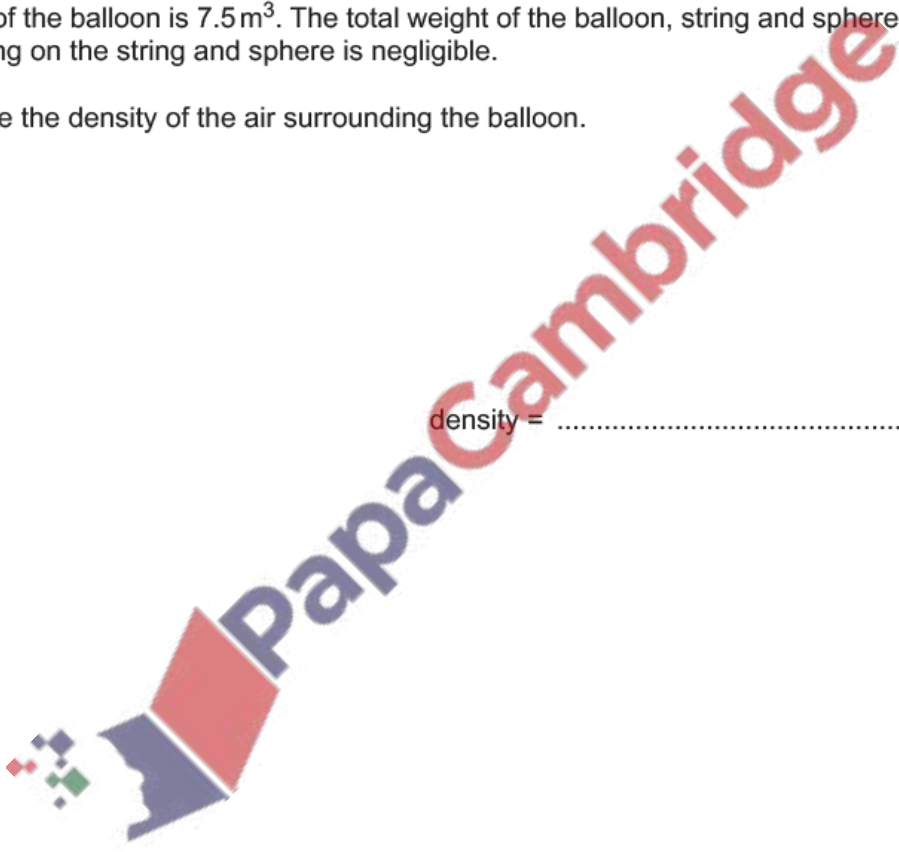 of the balloon is 7.5 m³. The total weight of the balloon, string and sphere
ng on the string and sphere is negligible.
e the density of the air surrounding the balloon.
density = ............................................
PapaCambridge